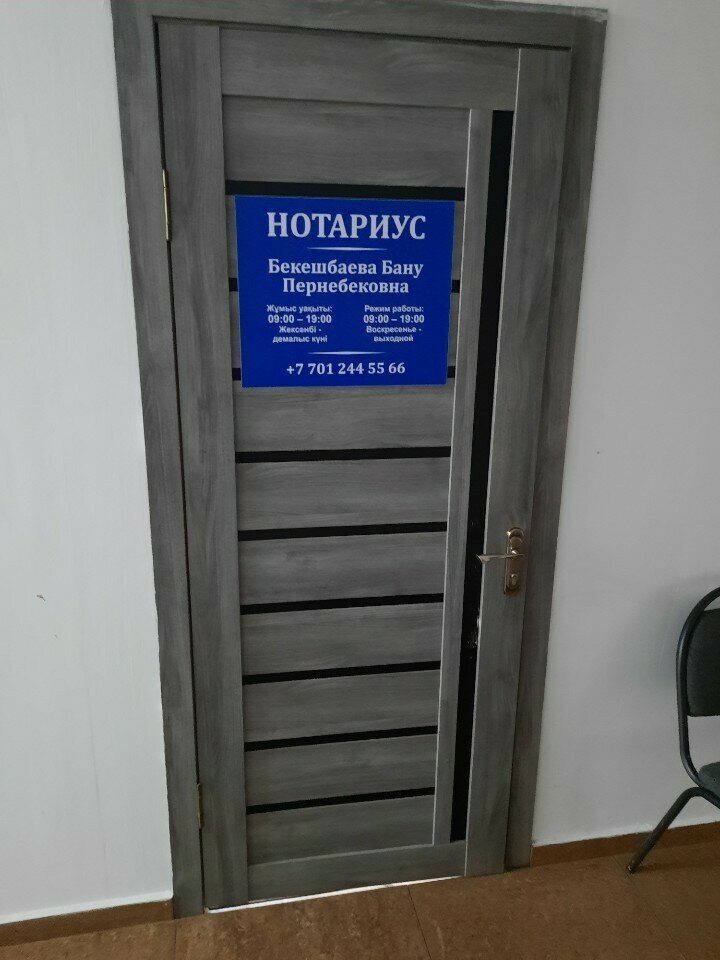 НОТАРИУС
Бекешбаева Бану
Пернебековна
Жұмыс уақыты:
09:00 – 19:00
Жексенбі -
демалыс күні
Режим работы:
09:00 – 19:00
Воскресенье -
выходной
+7 701 244 55 66